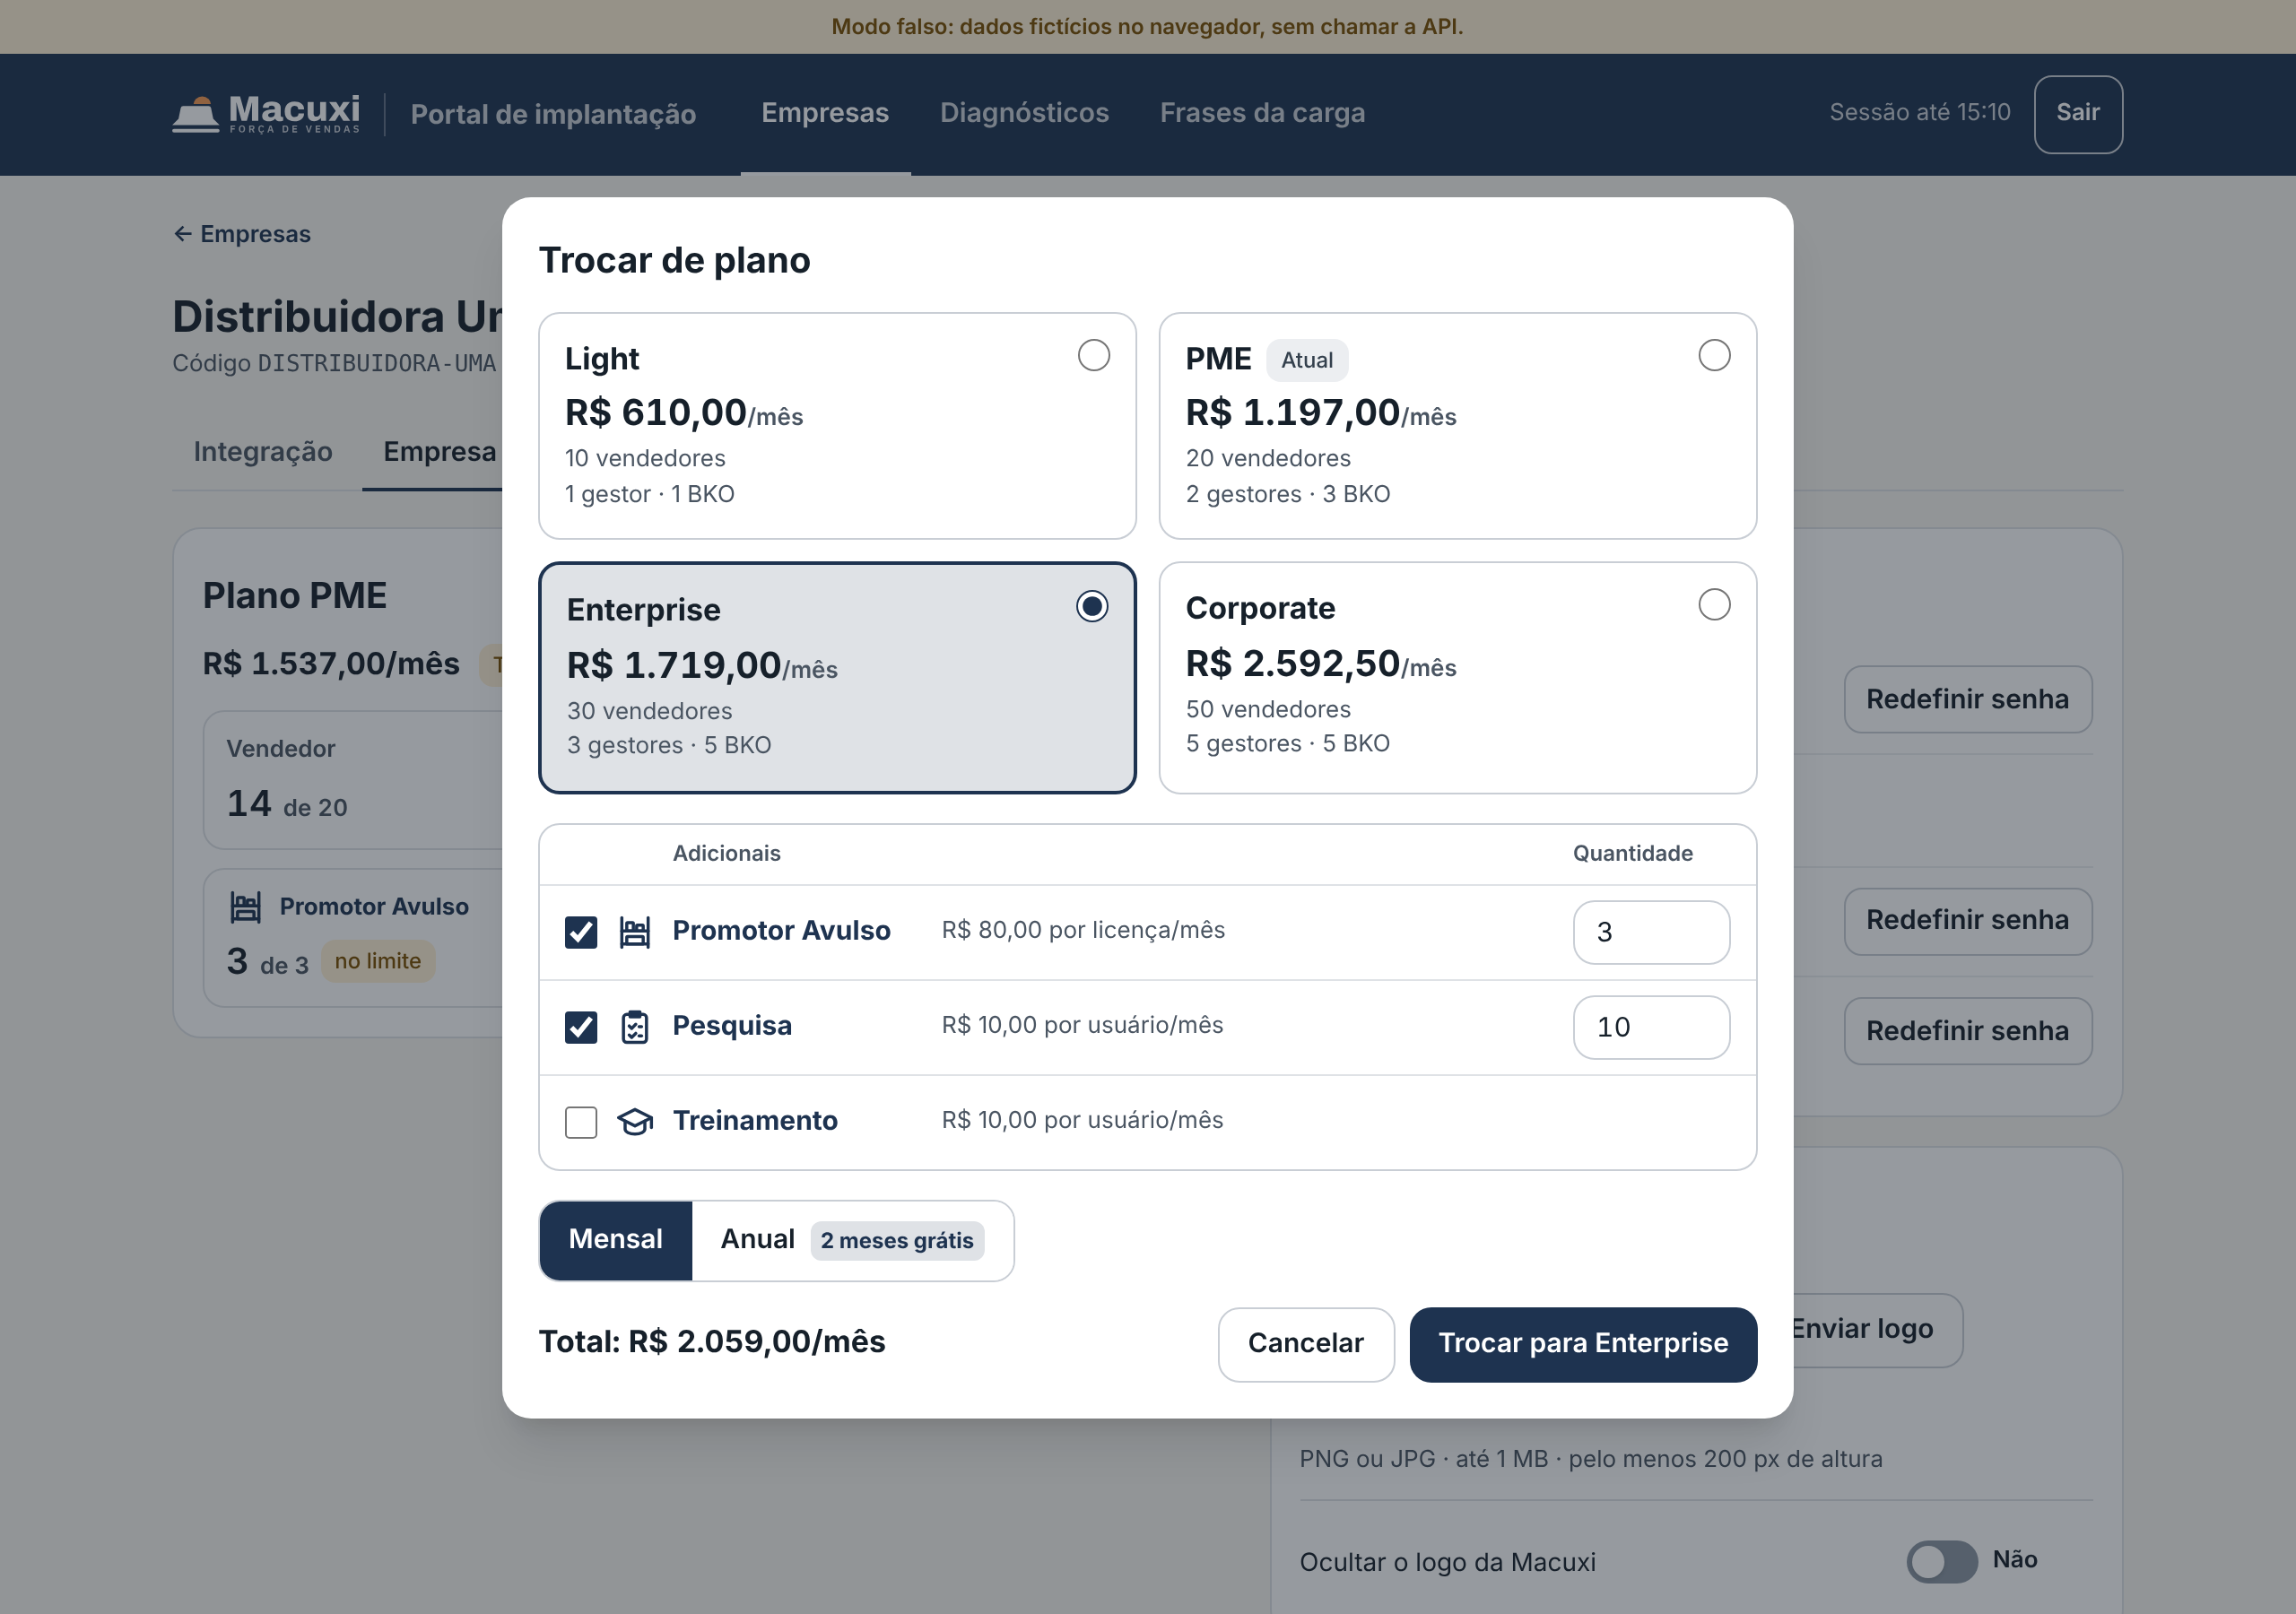 Modo falso: dados fictícios no navegador, sem chamar a API.
Macuxi
FORÇA DE VENDAS
Portal de implantação
Empresas
Diagnósticos
Frases da carga
Sessão até 15:10
Sair
← Empresas
Distribuidora
Código DISTRIBUIDORA-UMA
Integração
Empresa
Plano PME
R$ 1.537,00/mês
Vendedor
14 de 20
Promotor Avulso
3 de 3 no limite
Trocar de plano
Light
R$ 610,00/mês
10 vendedores
1 gestor · 1 BKO
PME Atual
R$ 1.197,00/mês
20 vendedores
2 gestores · 3 BKO
Enterprise
R$ 1.719,00/mês
30 vendedores
3 gestores · 5 BKO
Corporate
R$ 2.592,50/mês
50 vendedores
5 gestores · 5 BKO
Adicionais Quantidade
Promotor Avulso R$ 80,00 por licença/mês 3
Pesquisa R$ 10,00 por usuário/mês 10
Treinamento R$ 10,00 por usuário/mês
Mensal
Anual 2 meses grátis
Total: R$ 2.059,00/mês
Cancelar
Trocar para Enterprise
Redefinir senha
Redefinir senha
Redefinir senha
Enviar logo
PNG ou JPG · até 1 MB · pelo menos 200 px de altura
Ocultar o logo da Macuxi
Não